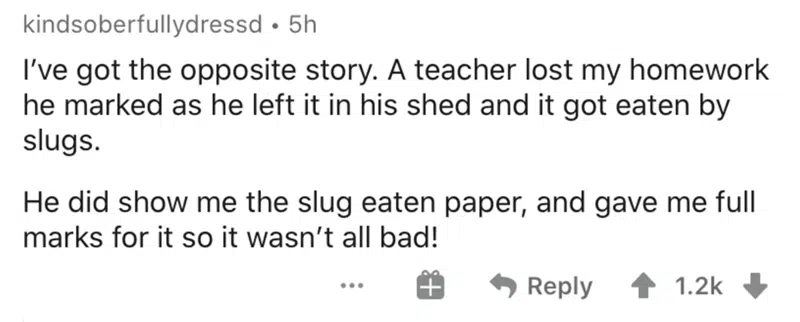 kindsoberfullydressd • 5h
I’ve got the opposite story. A teacher lost my homework
he marked as he left it in his shed and it got eaten by
slugs.
He did show me the slug eaten paper, and gave me full
marks for it so it wasn’t all bad!
... Reply 1.2k